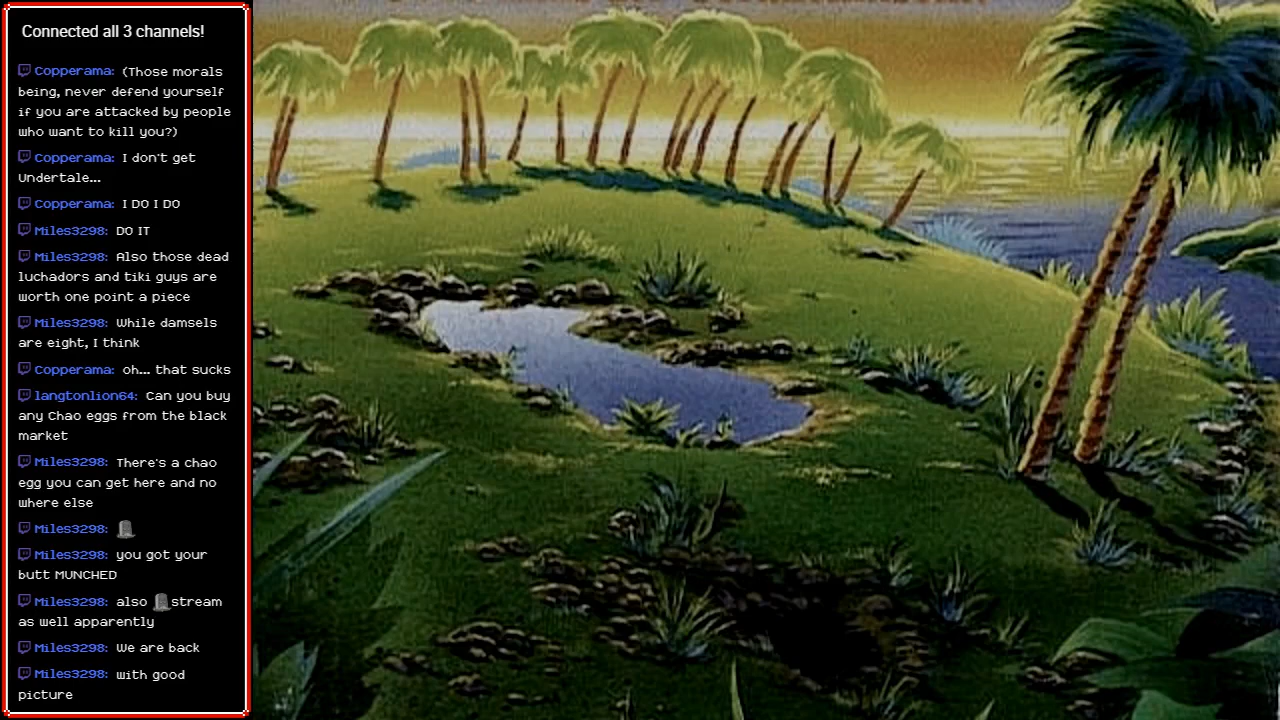 Connected all 3 channels!
Copperama: (Those morals
being, never defend yourself
if you are attacked by people
who want to kill you?)
Copperama: I don't get
Undertale...
Copperama: I DO I DO
Miles3298: DO IT
Miles3298: Also those dead
luchadors and tiki guys are
worth one point a piece
Miles3298: While damsels
are eight, I think
Copperama: oh... that sucks
langtonlion64: Can you buy
any Chao eggs from the black
market
Miles3298: There's a chao
egg you can get here and no
where else
Miles3298:
Miles3298: you got your
butt MUNCHED
Miles3298: also stream
as well apparently
Miles3298: We are back
Miles3298: with good
picture